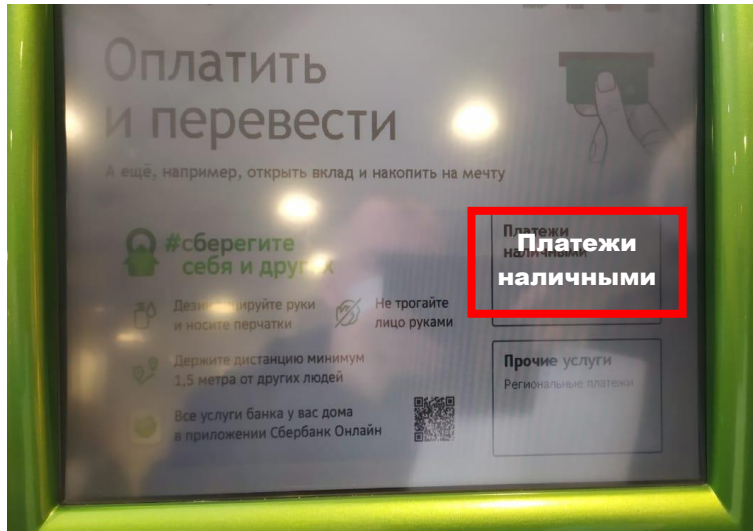 Оплатить
и перевести
А ещё, например, открыть вклад и накопить на мечту
#сберегите
себя и других
Дезинфицируйте руки
и носите перчатки
Не трогайте
лицо руками
Держите дистанцию минимум
1,5 метра от других людей
Все услуги банка у вас дома
в приложении Сбербанк Онлайн
Платежи
наличными
Платежи
наличными
Прочие услуги
Региональные платежи